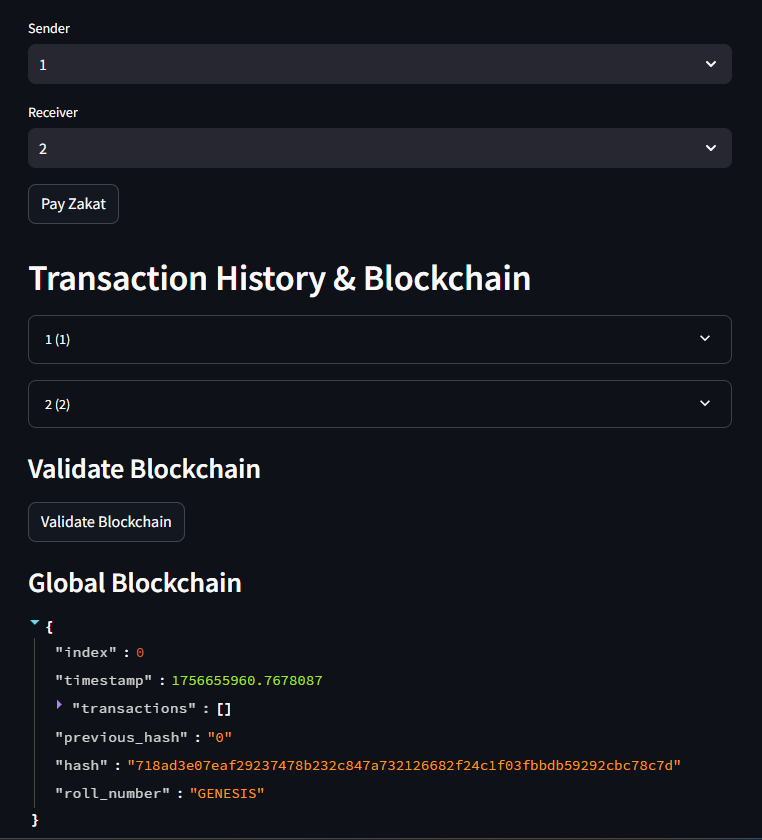 Sender
1
Receiver
2
Pay Zakat
Transaction History & Blockchain
1 (1)
2 (2)
Validate Blockchain
Validate Blockchain
Global Blockchain
{
"index" : 0
"timestamp" : 1756655960.7678087
"transactions" : []
"previous_hash" : "0"
"hash" : "718ad3e07eaf29237478b232c847a732126682f24c1f03fbbdb59292cbc78c7d"
"roll_number" : "GENESIS"
}